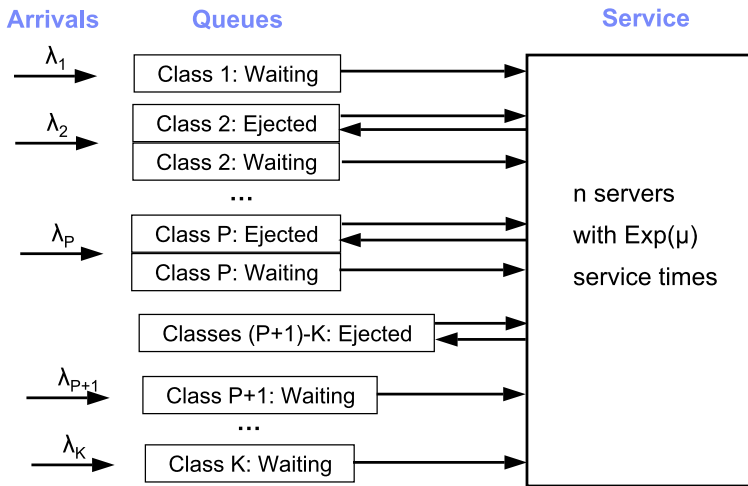 Arrivals Queues Service
λ1 Class 1: Waiting
λ2 Class 2: Ejected
Class 2: Waiting
...
λP Class P: Ejected
Class P: Waiting
Classes (P+1)-K: Ejected
λP+1 Class P+1: Waiting
...
λK Class K: Waiting
n servers
with Exp(μ)
service times